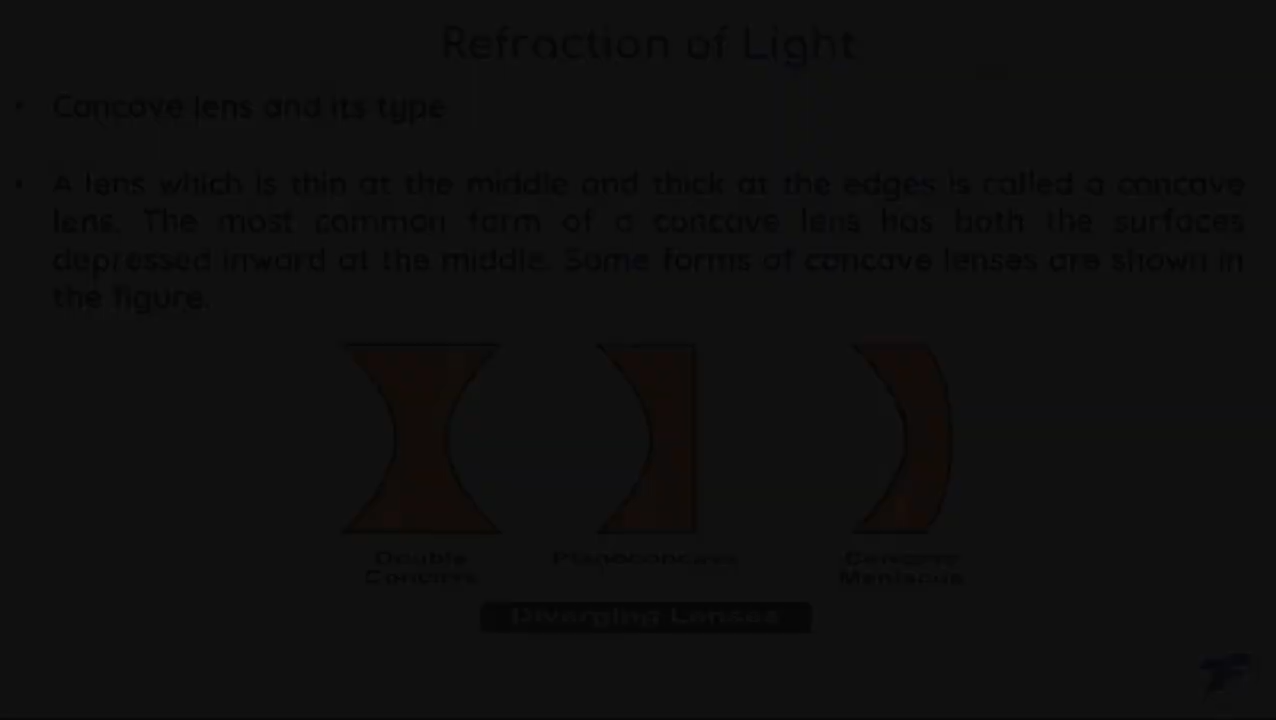 Refraction of Light
• Concave lens and its type
• A lens which is thin at the middle and thick at the edges is called a concave
lens. The most common form of a concave lens has both the surfaces
depressed inward at the middle. Some forms of concave lenses are shown in
the figure.
Double Planoconcave Concave
Concave Meniscus
Diverging Lenses